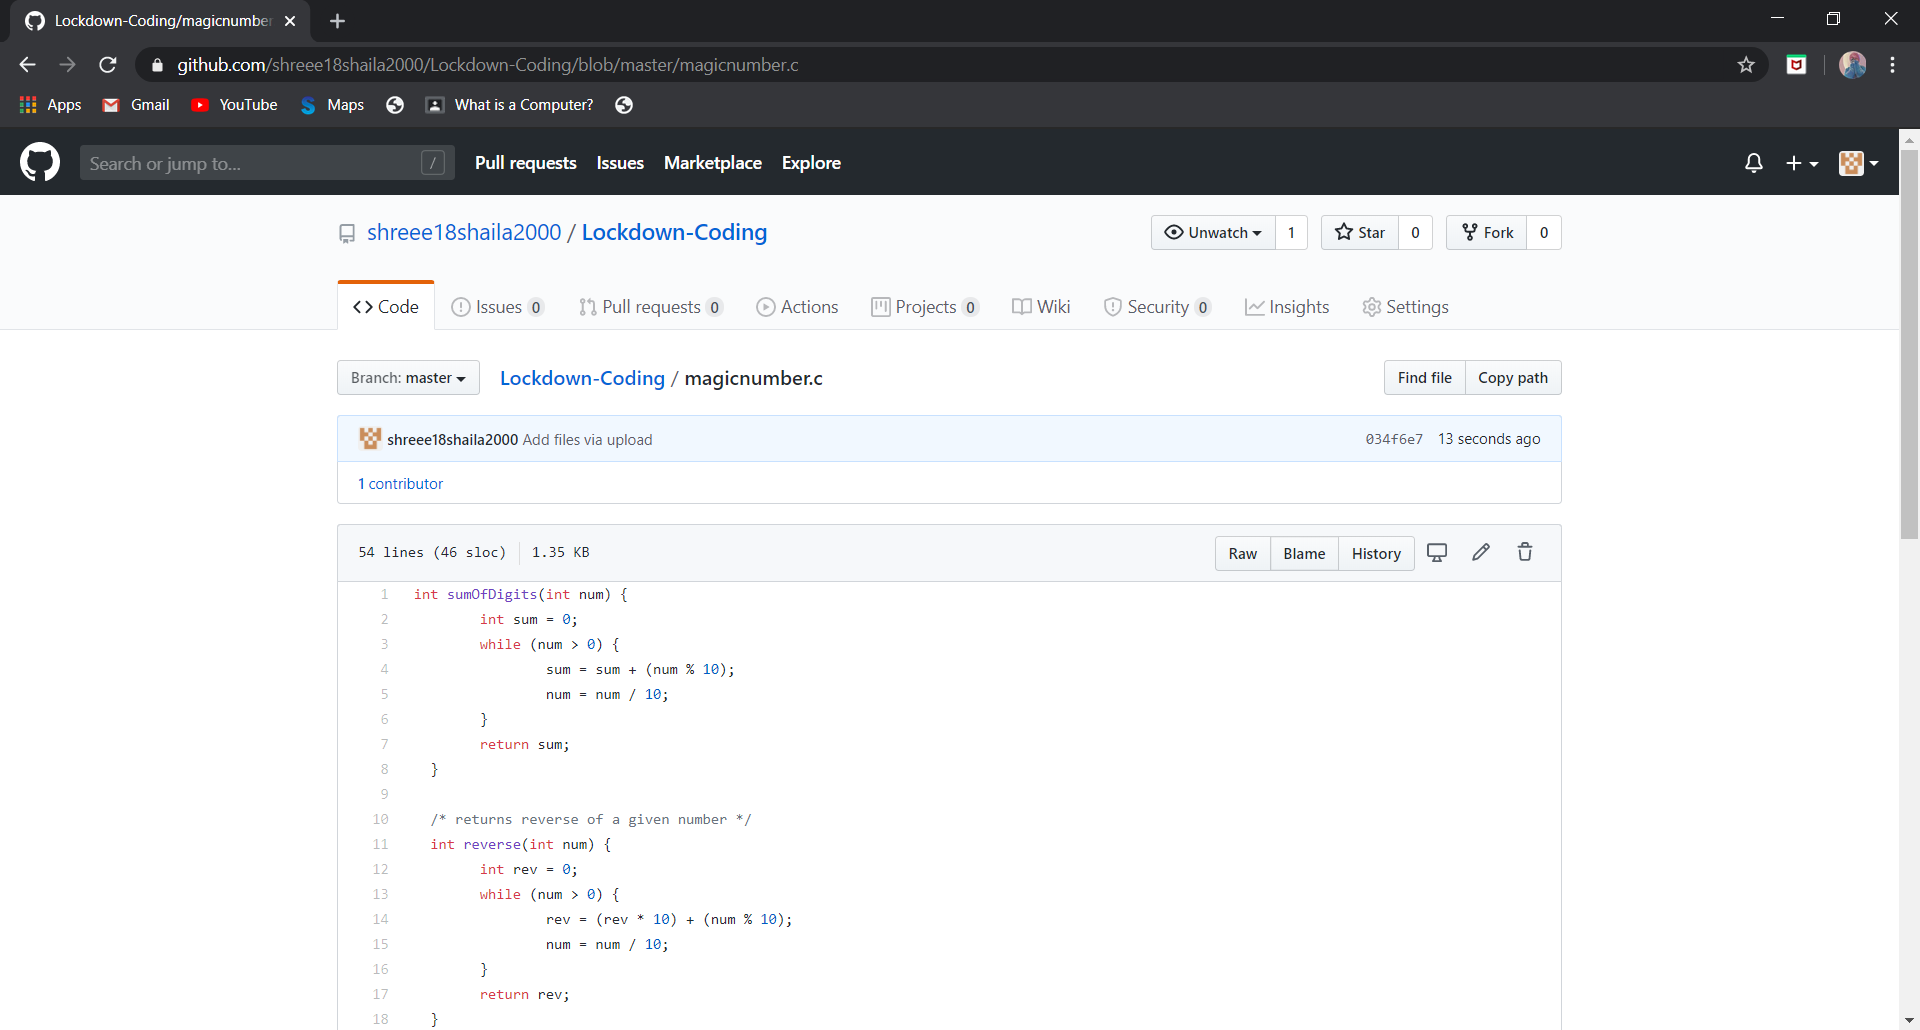 Lockdown-Coding/magicnumber
github.com/shreee18shaila2000/Lockdown-Coding/blob/master/magicnumber.c
Apps Gmail YouTube Maps What is a Computer?
Search or jump to... / Pull requests Issues Marketplace Explore
shreee18shaila2000 / Lockdown-Coding Unwatch 1 Star 0 Fork 0
Code Issues 0 Pull requests 0 Actions Projects 0 Wiki Security 0 Insights Settings
Branch: master Lockdown-Coding / magicnumber.c Find file Copy path
shreee18shaila2000 Add files via upload 034f6e7 13 seconds ago
1 contributor
54 lines (46 sloc) 1.35 KB Raw Blame History
1 int sumOfDigits(int num) {
2 int sum = 0;
3 while (num > 0) {
4 sum = sum + (num % 10);
5 num = num / 10;
6 }
7 return sum;
8 }
9
10 /* returns reverse of a given number */
11 int reverse(int num) {
12 int rev = 0;
13 while (num > 0) {
14 rev = (rev * 10) + (num % 10);
15 num = num / 10;
16 }
17 return rev;
18 }